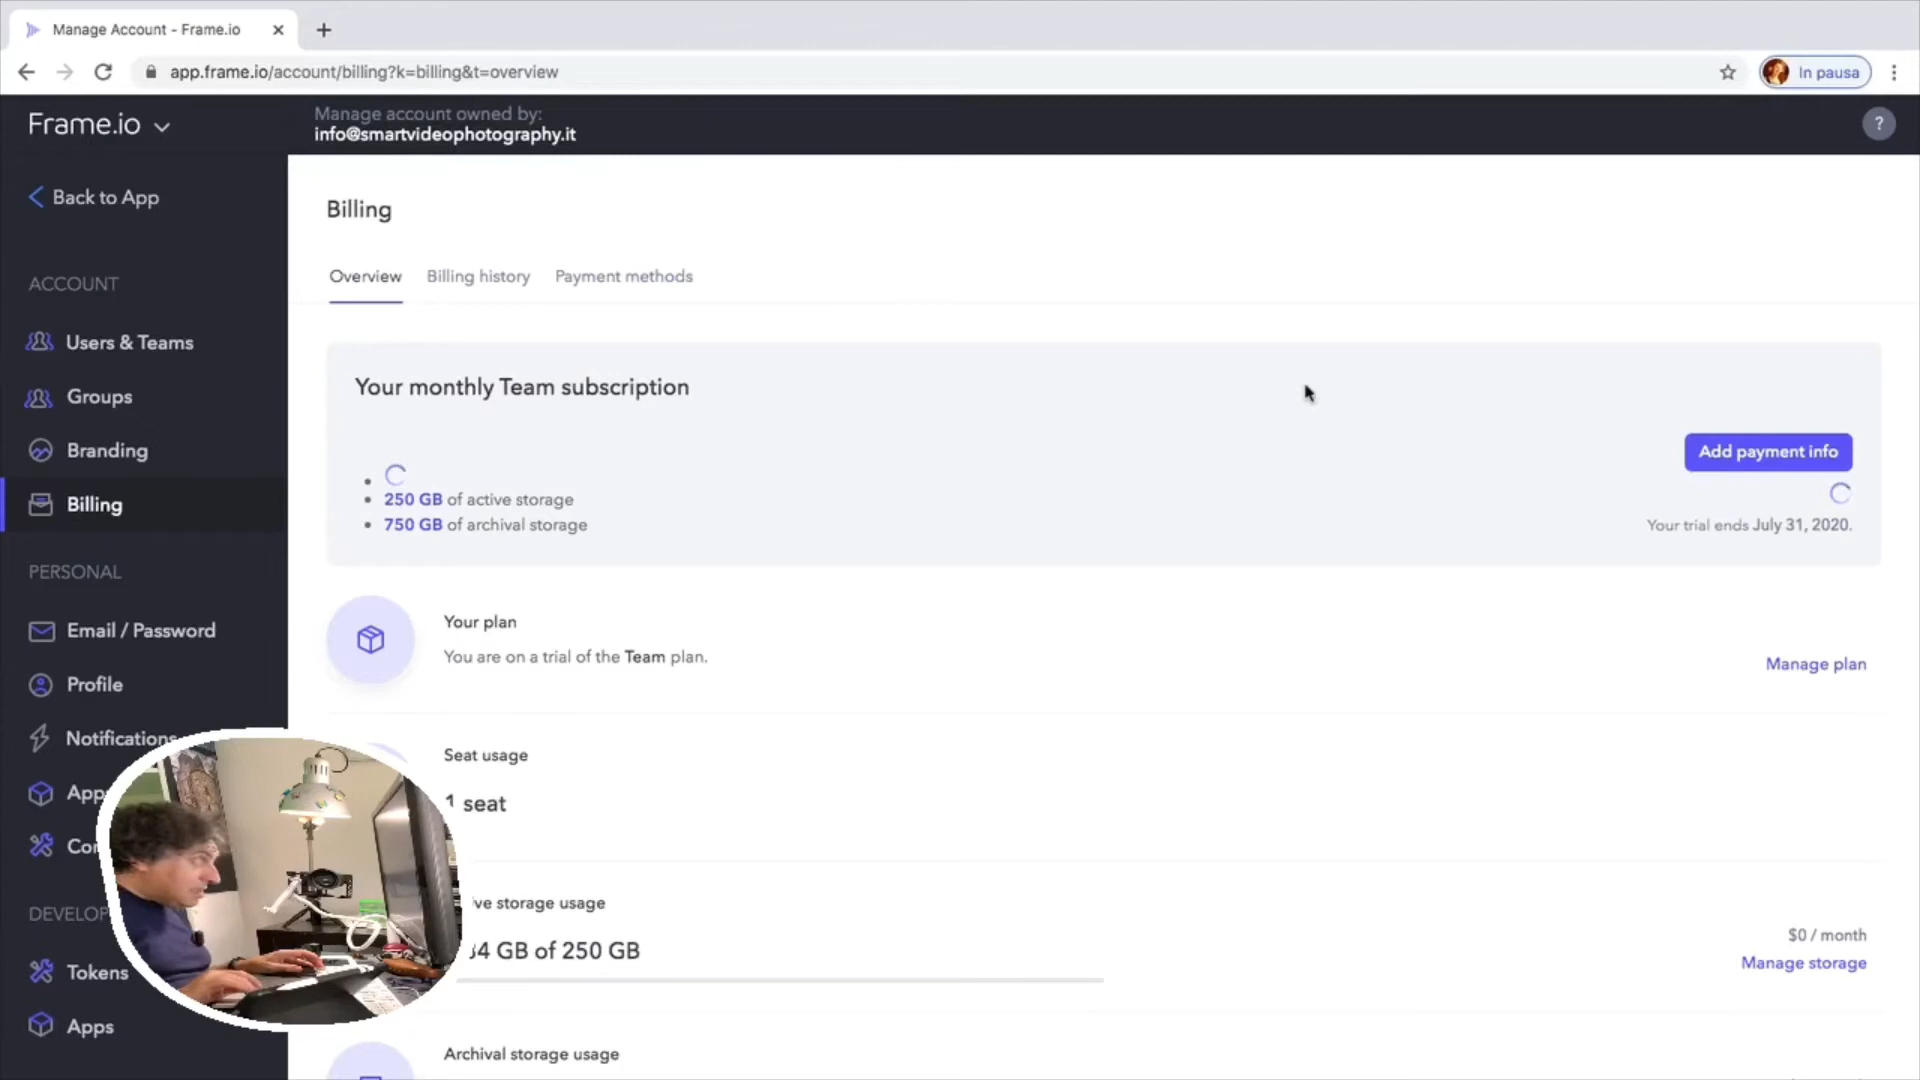 Manage Account - Frame.io
app.frame.io/account/billing?k=billing&t=overview
In pausa
Frame.io
Manage account owned by:
info@smartvideophotography.it
?
Back to App
Billing
Overview
Billing history
Payment methods
ACCOUNT
Users & Teams
Groups
Branding
Billing
PERSONAL
Email / Password
Profile
Notifications
Tokens
Apps
Your monthly Team subscription
Add payment info
250 GB of active storage
750 GB of archival storage
Your trial ends July 31, 2020.
Your plan
You are on a trial of the Team plan.
Manage plan
Seat usage
1 seat
storage usage
GB of 250 GB
$0 / month
Manage storage
Archival storage usage